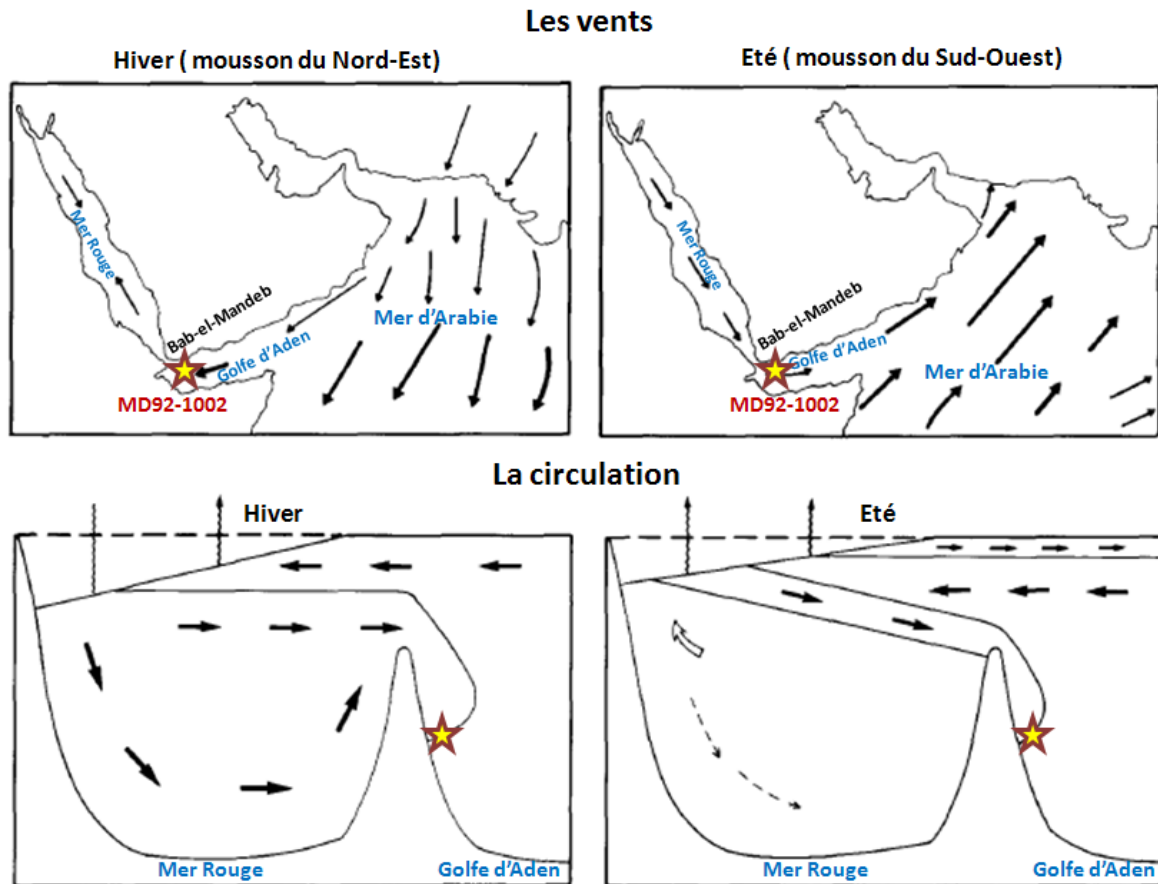 Les vents
Hiver ( mousson du Nord-Est)
Eté ( mousson du Sud-Ouest)
Mer Rouge
Bab-el-Mandeb
Golfe d'Aden
Mer d'Arabie
MD92-1002
Mer Rouge
Bab-el-Mandeb
Golfe d'Aden
Mer d'Arabie
MD92-1002
La circulation
Hiver
Eté
Mer Rouge
Golfe d'Aden
Mer Rouge
Golfe d'Aden